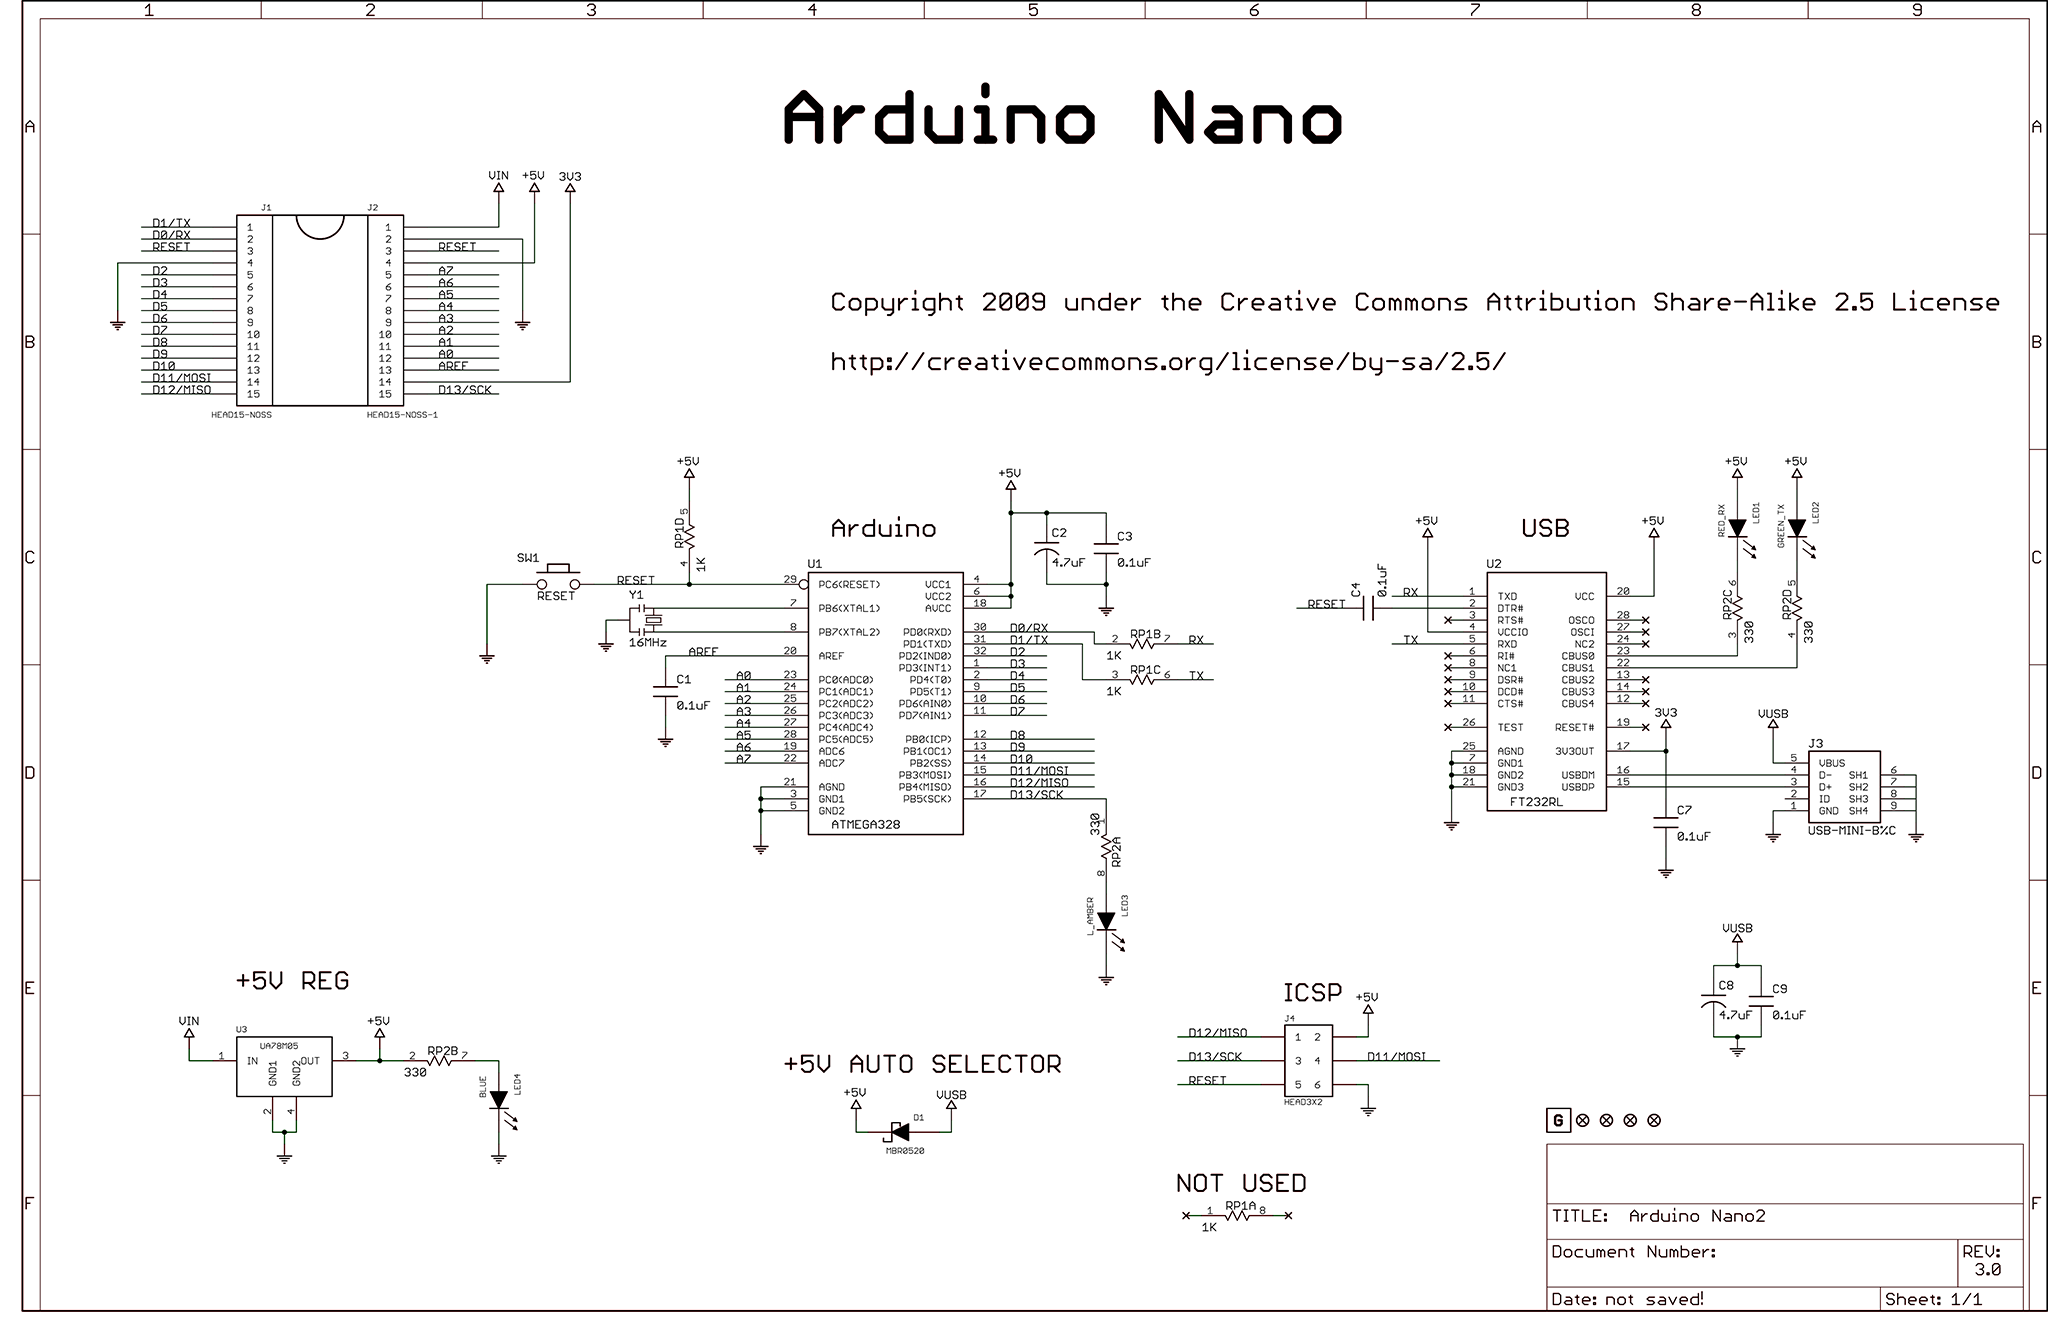 1 2 3 4 5 6 7 8 9
A
B
C
D
E
F
A
B
C
D
E
F
Arduino Nano
Copyright 2009 under the Creative Commons Attribution Share-Alike 2.5 License
http://creativecommons.org/license/by-sa/2.5/
VIN +5V 3V3
J1 J2
D1/TX 1 1
D0/RX 2 2
RESET 3 3 RESET
4 4
D2 5 5 A7
D3 6 6 A6
D4 7 7 A5
D5 8 8 A4
D6 9 9 A3
D7 10 10 A2
D8 11 11 A1
D9 12 12 A0
D10 13 13 AREF
D11/MOSI 14 14
D12/MISO 15 15 D13/SCK
HEAD15-NOSS HEAD15-NOSS-1
+5V
RP1D
5
4
1K
SW1
RESET
RESET
Y1
16MHz
AREF
C1
0.1uF
Arduino
U1
+5V
C2
4.7uF
C3
0.1uF
29 PC6(RESET) VCC1 4
VCC2 6
7 PB6(XTAL1) AVCC 18
8 PB7(XTAL2) PD0(RXD) 30 D0/RX
PD1(TXD) 31 D1/TX
20 AREF PD2(IND0) 32 D2
PD3(INT1) 1 D3
A0 23 PC0(ADC0) PD4(T0) 2 D4
A1 24 PC1(ADC1) PD5(T1) 9 D5
A2 25 PC2(ADC2) PD6(AIN0) 10 D6
A3 26 PC3(ADC3) PD7(AIN1) 11 D7
A4 27 PC4(ADC4)
A5 28 PC5(ADC5) PB0(ICP) 12 D8
A6 19 ADC6 PB1(OC1) 13 D9
A7 22 ADC7 PB2(SS) 14 D10
PB3(MOSI) 15 D11/MOSI
21 AGND PB4(MISO) 16 D12/MISO
3 GND1 PB5(SCK) 17 D13/SCK
5 GND2
ATMEGA328
2 RP1B 7 RX
1K
3 RP1C 6 TX
1K
330
1
RP2A
8
L_AMBER
LED3
USB
U2
+5V
+5V
C4
0.1uF
RESET
RX
TX
1 TXD VCC 20
2 DTR#
3 RTS# OSCO 28
4 VCCIO OSCI 27
5 RXD NC2 24
6 RI# CBUS0 23
8 NC1 CBUS1 22
9 DSR# CBUS2 13
10 DCD# CBUS3 14
11 CTS# CBUS4 12
26 TEST RESET# 19
25 AGND 3V3OUT 17
7 GND1
18 GND2 USBDM 16
21 GND3 USBDP 15
FT232RL
+5V
RED_RX
LED1
6
RP2C
3
330
+5V
GREEN_TX
LED2
5
RP2D
4
330
3V3
C7
0.1uF
VUSB
J3
5 VBUS
4 D- SH1 6
3 D+ SH2 7
2 ID SH3 8
1 GND SH4 9
USB-MINI-B%C
VUSB
C8
4.7uF
C9
0.1uF
+5V REG
VIN
U3
UA78M05
1 IN OUT 3
GND1
GND2
2
4
+5V
2 RP2B 7
330
BLUE
LED4
+5V AUTO SELECTOR
+5V VUSB
D1
MBR0520
ICSP
+5V
J4
D12/MISO 1 2
D13/SCK 3 4 D11/MOSI
RESET 5 6
HEAD3X2
NOT USED
1 RP1A 8
1K
G
TITLE: Arduino Nano2
Document Number:
REV:
3.0
Date: not saved!
Sheet: 1/1